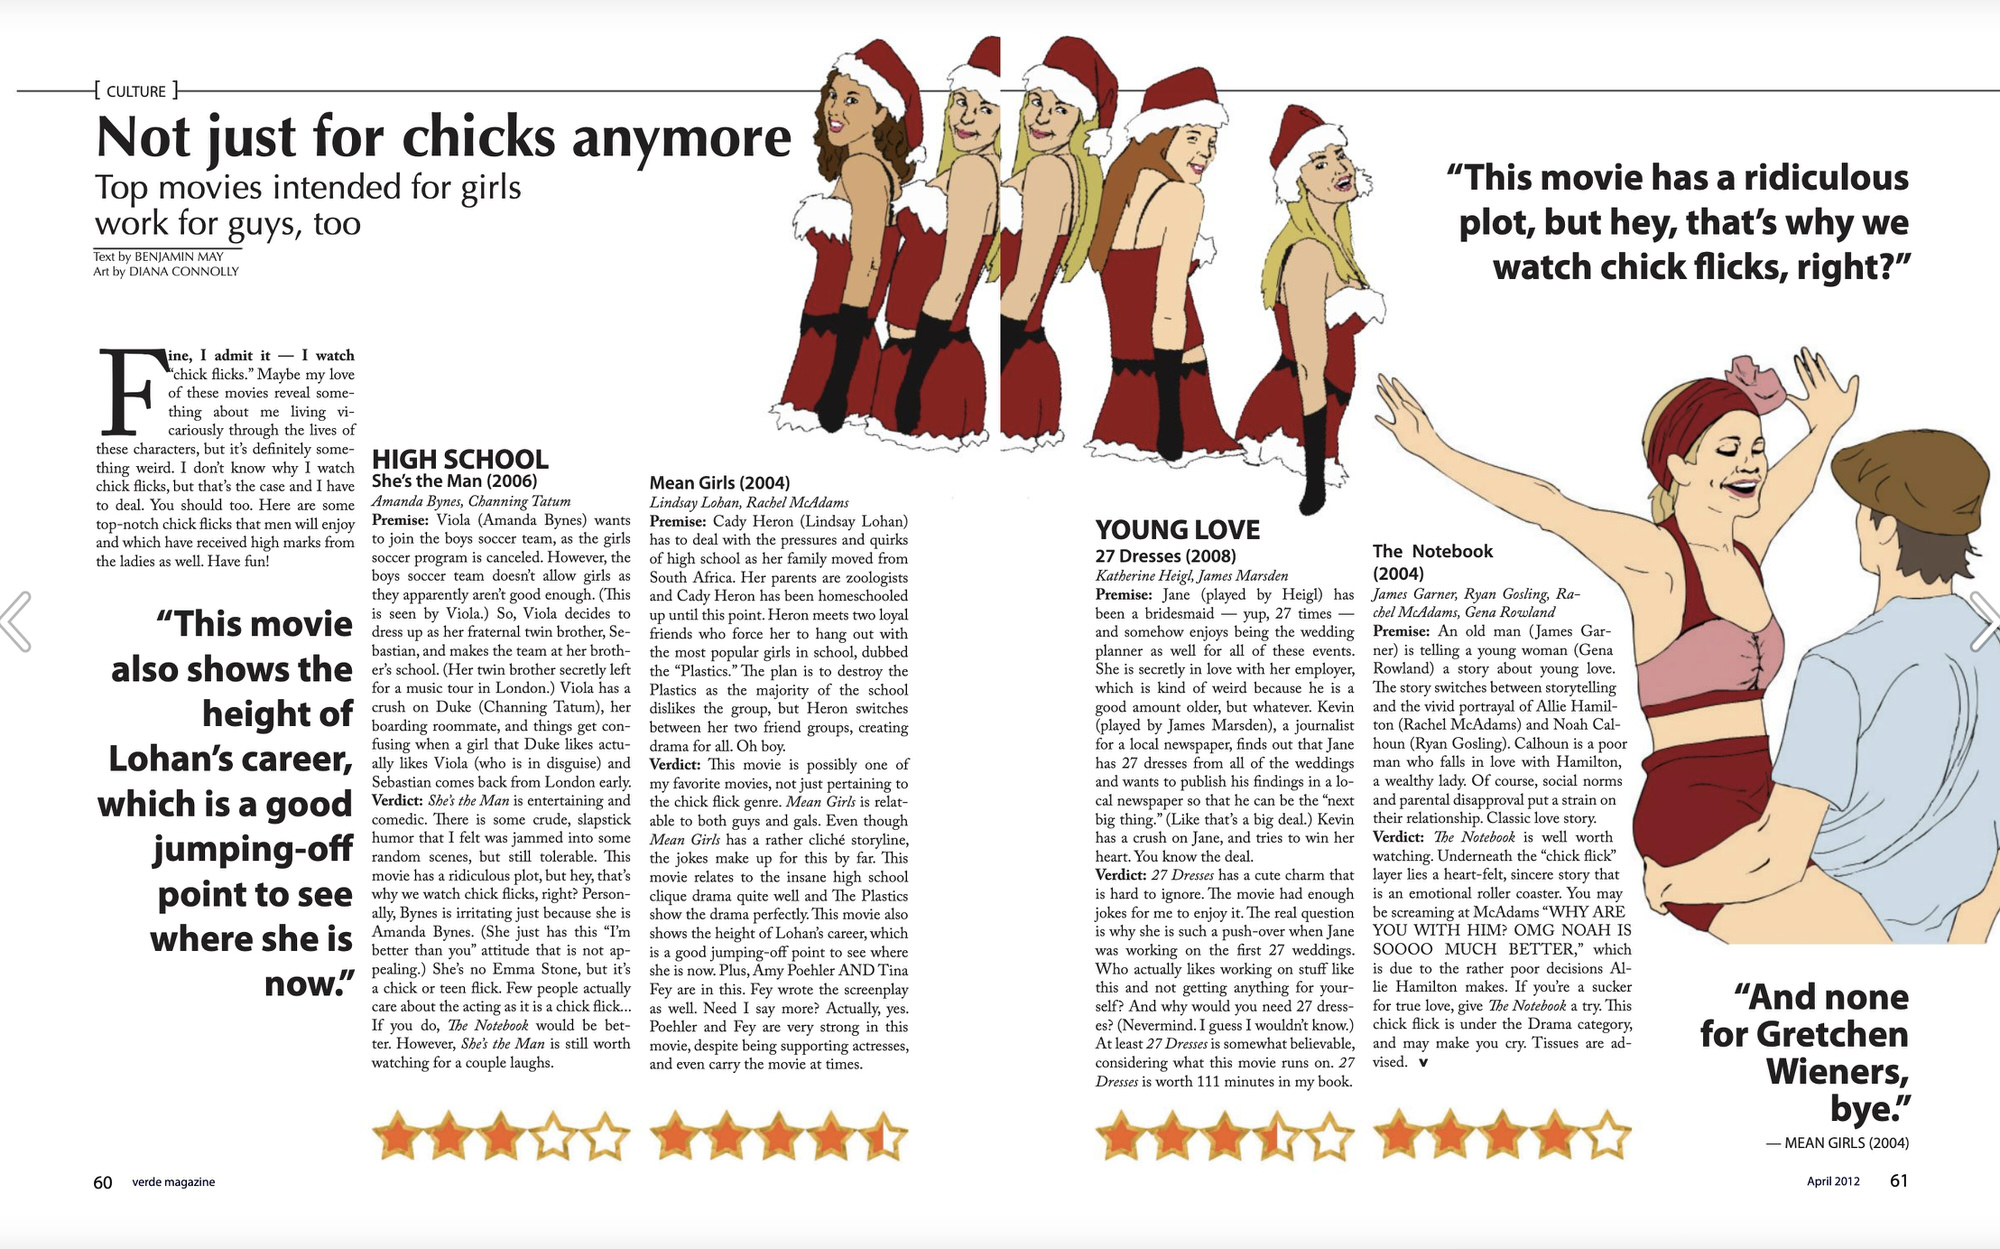 [ CULTURE ]
Not just for chicks anymore
Top movies intended for girls
work for guys, too
Text by BENJAMIN MAY
Art by DIANA CONNOLLY
Fine, I admit it — I watch
“chick flicks.” Maybe my love
of these movies reveal some-
thing about me living vi-
cariously through the lives of
these characters, but it’s definitely some-
thing weird. I don’t know why I watch
chick flicks, but that’s the case and I have
to deal. You should too. Here are some
top-notch chick flicks that men will enjoy
and which have received high marks from
the ladies as well. Have fun!
“This movie
also shows the
height of
Lohan’s career,
which is a good
jumping-off
point to see
where she is
now.”
HIGH SCHOOL
She’s the Man (2006)
Amanda Bynes, Channing Tatum
Premise: Viola (Amanda Bynes) wants
to join the boys soccer team, as the girls
soccer program is canceled. However, the
boys soccer team doesn’t allow girls as
they apparently aren’t good enough. (This
is seen by Viola.) So, Viola decides to
dress up as her fraternal twin brother, Se-
bastian, and makes the team at her broth-
er’s school. (Her twin brother secretly left
for a music tour in London.) Viola has a
crush on Duke (Channing Tatum), her
boarding roommate, and things get con-
fusing when a girl that Duke likes actu-
ally likes Viola (who is in disguise) and
Sebastian comes back from London early.
Verdict: She’s the Man is entertaining and
comedic. There is some crude, slapstick
humor that I felt was jammed into some
random scenes, but still tolerable. This
movie has a ridiculous plot, but hey, that’s
why we watch chick flicks, right? Person-
ally, Bynes is irritating just because she is
Amanda Bynes. (She just has this “I’m
better than you” attitude that is not ap-
pealing.) She’s no Emma Stone, but it’s
a chick or teen flick. Few people actually
care about the acting as it is a chick flick...
If you do, The Notebook would be bet-
ter. However, She’s the Man is still worth
watching for a couple laughs.
Mean Girls (2004)
Lindsay Lohan, Rachel McAdams
Premise: Cady Heron (Lindsay Lohan)
has to deal with the pressures and quirks
of high school as her family moved from
South Africa. Her parents are zoologists
and Cady Heron has been homeschooled
up until this point. Heron meets two loyal
friends who force her to hang out with
the most popular girls in school, dubbed
the “Plastics.” The plan is to destroy the
Plastics as the majority of the school
dislikes the group, but Heron switches
between her two friend groups, creating
drama for all. Oh boy.
Verdict: This movie is possibly one of
my favorite movies, not just pertaining to
the chick flick genre. Mean Girls is relat-
able to both guys and gals. Even though
Mean Girls has a rather cliché storyline,
the jokes make up for this by far. This
movie relates to the insane high school
clique drama quite well and The Plastics
show the drama perfectly. This movie also
shows the height of Lohan’s career, which
is a good jumping-off point to see where
she is now. Plus, Amy Poehler AND Tina
Fey are in this. Fey wrote the screenplay
as well. Need I say more? Actually, yes.
Poehler and Fey are very strong in this
movie, despite being supporting actresses,
and even carry the movie at times.
60 verde magazine
“This movie has a ridiculous
plot, but hey, that’s why we
watch chick flicks, right?”
YOUNG LOVE
27 Dresses (2008)
Katherine Heigl, James Marsden
Premise: Jane (played by Heigl) has
been a bridesmaid — yup, 27 times —
and somehow enjoys being the wedding
planner as well for all of these events.
She is secretly in love with her employer,
which is kind of weird because he is a
good amount older, but whatever. Kevin
(played by James Marsden), a journalist
for a local newspaper, finds out that Jane
has 27 dresses from all of the weddings
and wants to publish his findings in a lo-
cal newspaper so that he can be the “next
big thing.” (Like that’s a big deal.) Kevin
has a crush on Jane, and tries to win her
heart. You know the deal.
Verdict: 27 Dresses has a cute charm that
is hard to ignore. The movie had enough
jokes for me to enjoy it. The real question
is why she is such a push-over when Jane
was working on the first 27 weddings.
Who actually likes working on stuff like
this and not getting anything for your-
self? And why would you need 27 dress-
es? (Nevermind. I guess I wouldn’t know.)
At least 27 Dresses is somewhat believable,
considering what this movie runs on. 27
Dresses is worth 111 minutes in my book.
The Notebook
(2004)
James Garner, Ryan Gosling, Ra-
chel McAdams, Gena Rowland
Premise: An old man (James Gar-
ner) is telling a young woman (Gena
Rowland) a story about young love.
The story switches between storytelling
and the vivid portrayal of Allie Hamil-
ton (Rachel McAdams) and Noah Cal-
houn (Ryan Gosling). Calhoun is a poor
man who falls in love with Hamilton,
a wealthy lady. Of course, social norms
and parental disapproval put a strain on
their relationship. Classic love story.
Verdict: The Notebook is well worth
watching. Underneath the “chick flick”
layer lies a heart-felt, sincere story that
is an emotional roller coaster. You may
be screaming at McAdams “WHY ARE
YOU WITH HIM? OMG NOAH IS
SOOOO MUCH BETTER,” which
is due to the rather poor decisions Al-
lie Hamilton makes. If you’re a sucker
for true love, give The Notebook a try. This
chick flick is under the Drama category,
and may make you cry. Tissues are ad-
vised. v
“And none
for Gretchen
Wieners,
bye.”
— MEAN GIRLS (2004)
April 2012 61